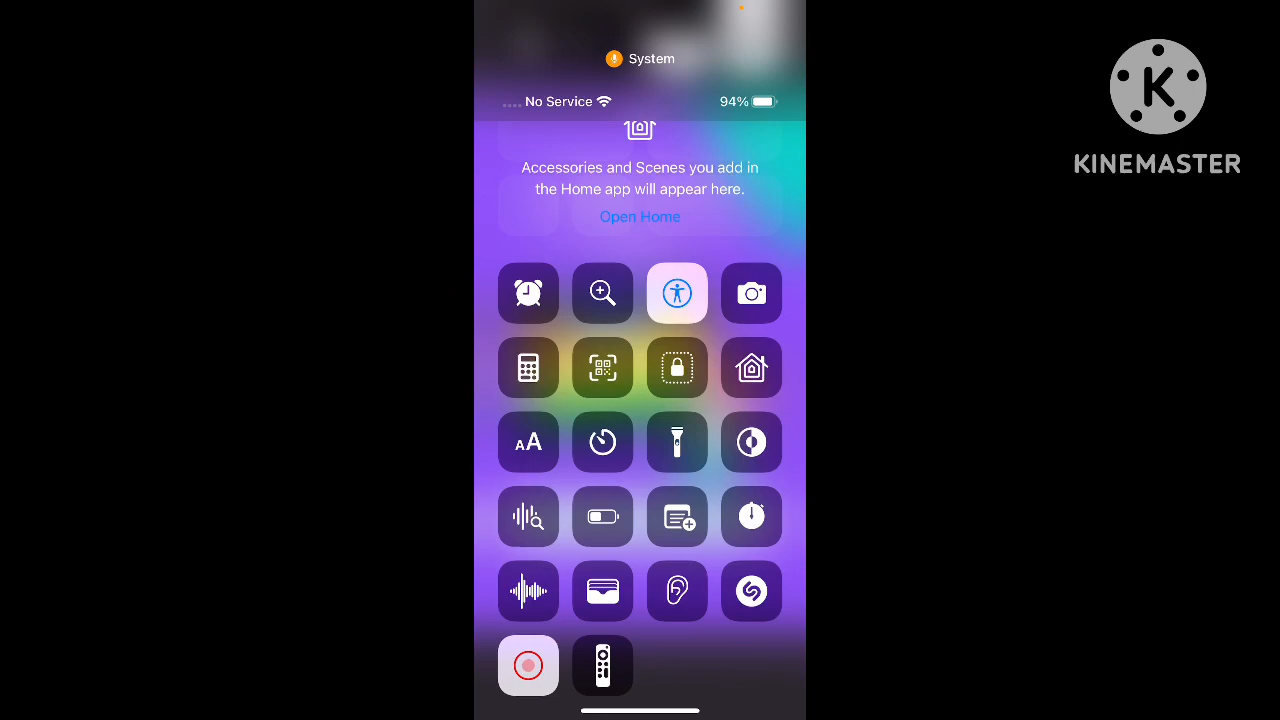 System
No Service
94%
Accessories and Scenes you add in
the Home app will appear here.
Open Home
AA
K
KINEMASTER